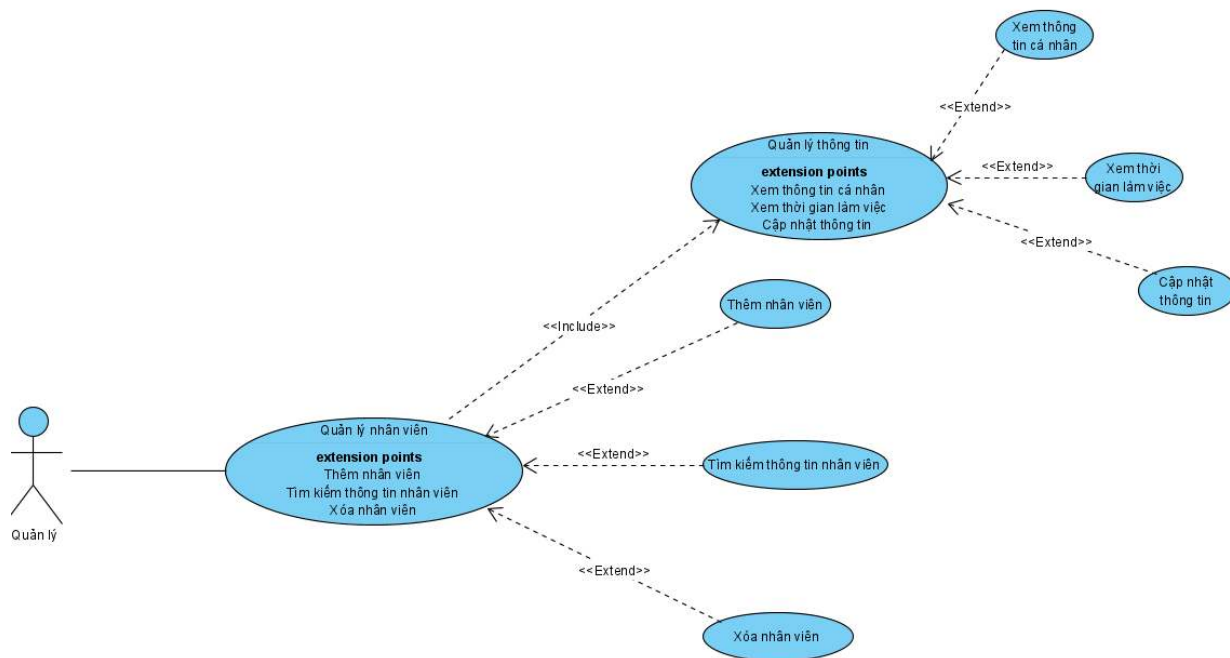 Xem thông
tin cá nhân
<<Extend>>
Quản lý thông tin
extension points
Xem thông tin cá nhân
Xem thời gian làm việc
Cập nhật thông tin
<<Extend>>
Xem thời
gian làm việc
<<Extend>>
Cập nhật
thông tin
<<Include>>
Thêm nhân viên
<<Extend>>
Quản lý nhân viên
extension points
Thêm nhân viên
Tìm kiếm thông tin nhân viên
Xóa nhân viên
<<Extend>>
Tìm kiếm thông tin nhân viên
Quản lý
<<Extend>>
Xóa nhân viên